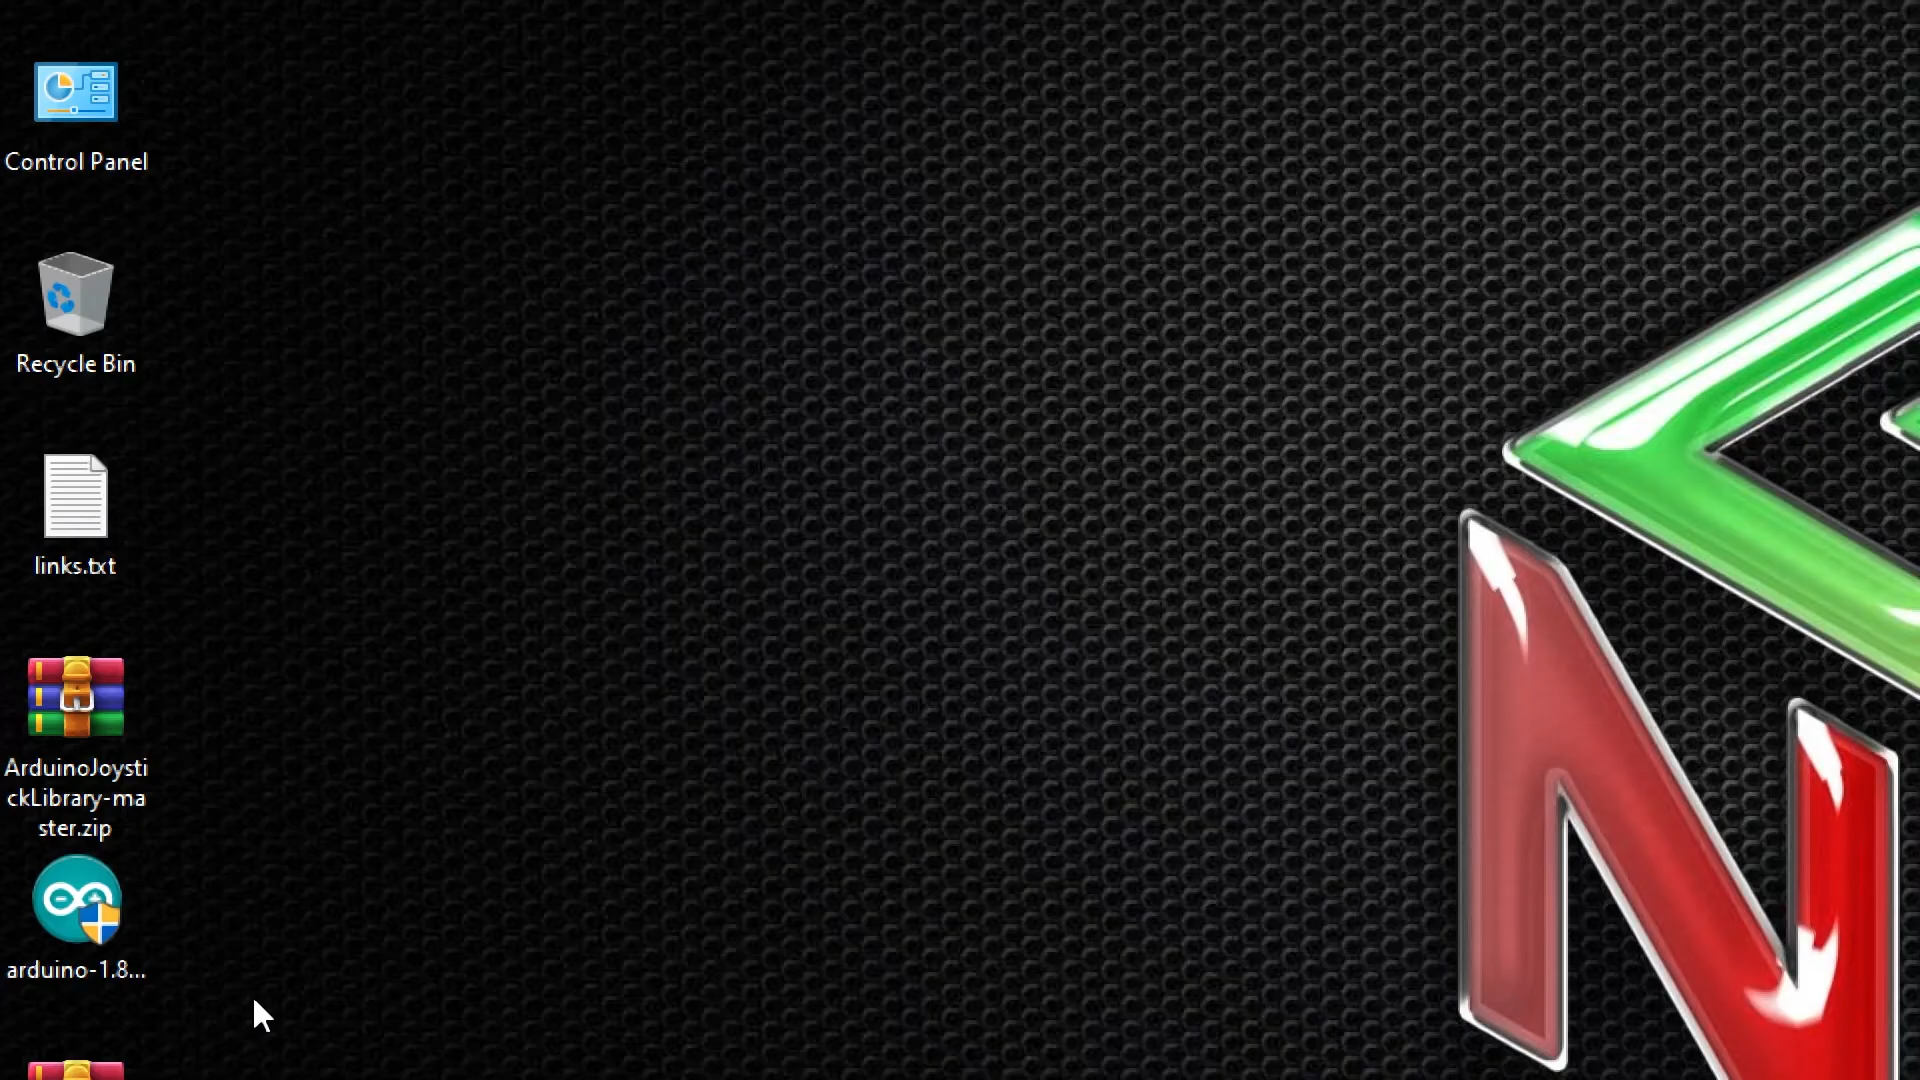 Control Panel
Recycle Bin
links.txt
ArduinoJoysti
ckLibrary-ma
ster.zip
arduino-1.8...
N